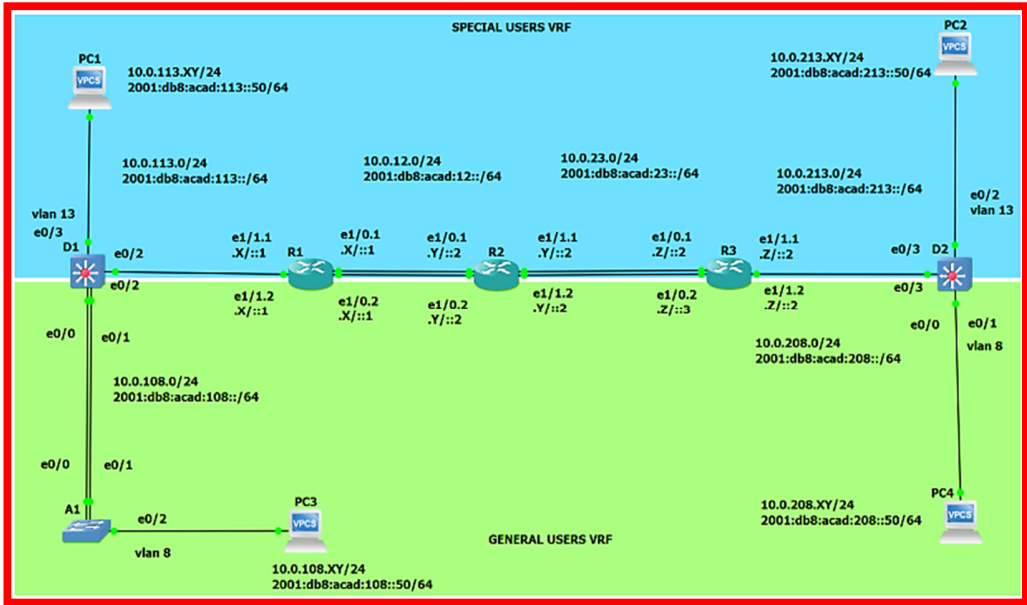 SPECIAL USERS VRF
PC1
VPCS
10.0.113.XY/24
2001:db8:acad:113::50/64
PC2
VPCS
10.0.213.XY/24
2001:db8:acad:213::50/64
10.0.113.0/24
2001:db8:acad:113::/64
10.0.12.0/24
2001:db8:acad:12::/64
10.0.23.0/24
2001:db8:acad:23::/64
10.0.213.0/24
2001:db8:acad:213::/64
vlan 13
e0/3
D1
e0/2
e0/2
e1/1.1
.X/::1
R1
e1/0.1
.X/::1
e1/0.1
.Y/::2
R2
e1/1.1
.Y/::2
e1/0.1
.Z/::2
R3
e1/1.1
.Z/::2
e0/3
D2
e0/2
vlan 13
e1/1.2
.X/::1
e1/0.2
.X/::1
e1/0.2
.Y/::2
e1/1.2
.Y/::2
e1/0.2
.Z/::3
e1/1.2
.Z/::2
e0/3
e0/0
e0/1
e0/0
e0/1
vlan 8
10.0.208.0/24
2001:db8:acad:208::/64
10.0.108.0/24
2001:db8:acad:108::/64
e0/0
e0/1
A1
e0/2
vlan 8
PC3
VPCS
10.0.108.XY/24
2001:db8:acad:108::50/64
PC4
VPCS
10.0.208.XY/24
2001:db8:acad:208::50/64
GENERAL USERS VRF